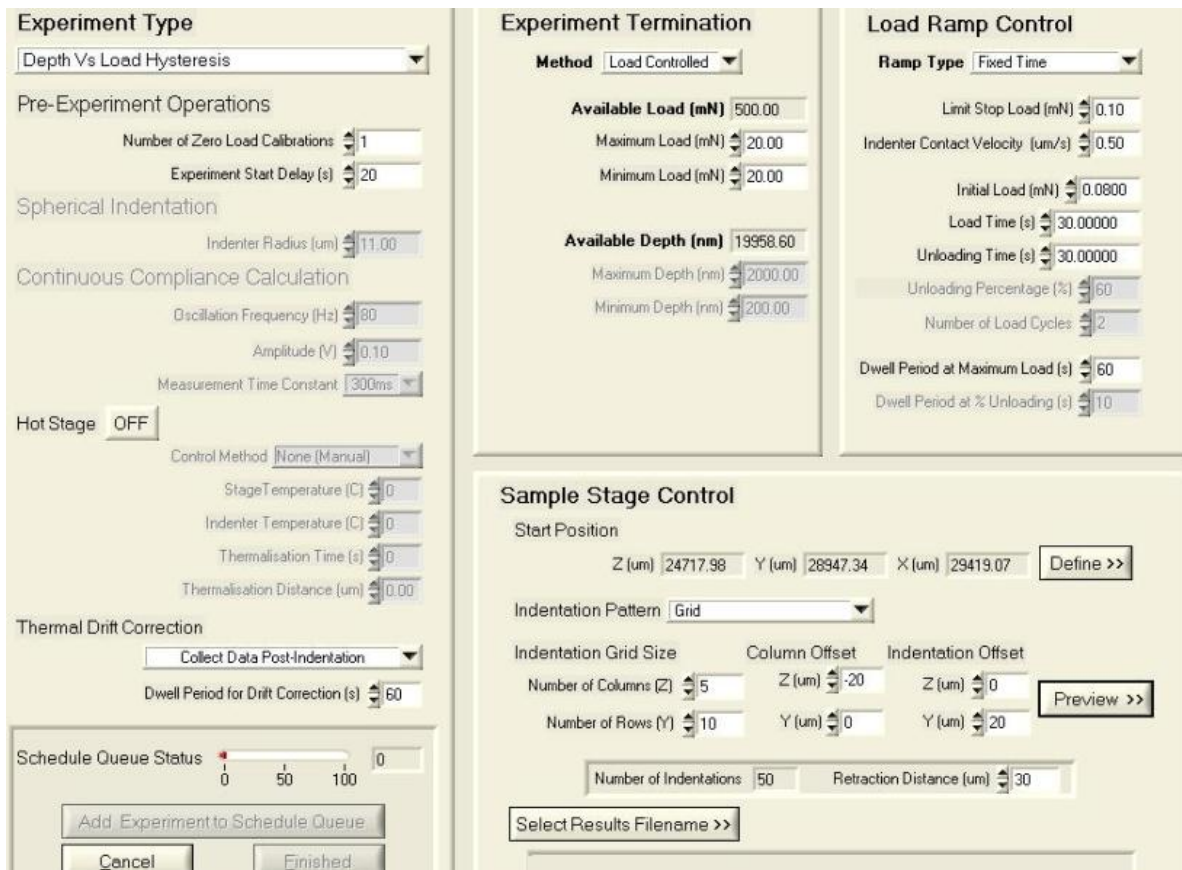 Experiment Type
Depth Vs Load Hysteresis
Pre-Experiment Operations
Number of Zero Load Calibrations 1
Experiment Start Delay (s) 20
Spherical Indentation
Indenter Radius (um) 11.00
Continuous Compliance Calculation
Oscillation Frequency (Hz) 80
Amplitude (V) 0.10
Measurement Time Constant 300ms
Hot Stage OFF
Control Method None (Manual)
StageTemperature (C) 0
Indenter Temperature (C) 0
Thermalisation Time (s) 0
Thermalisation Distance (um) 0.00
Thermal Drift Correction
Collect Data Post-Indentation
Dwell Period for Drift Correction (s) 60
Schedule Queue Status 0
0 50 100
Add Experiment to Schedule Queue
Cancel Finished
Experiment Termination
Method Load Controlled
Available Load (mN) 500.00
Maximum Load (mN) 20.00
Minimum Load (mN) 20.00
Available Depth (nm) 19958.60
Maximum Depth (nm) 2000.00
Minimum Depth (nm) 200.00
Load Ramp Control
Ramp Type Fixed Time
Limit Stop Load (mN) 0.10
Indenter Contact Velocity (um/s) 0.50
Initial Load (mN) 0.0800
Load Time (s) 30.00000
Unloading Time (s) 30.00000
Unloading Percentage (%) 60
Number of Load Cycles 2
Dwell Period at Maximum Load (s) 60
Dwell Period at % Unloading (s) 10
Sample Stage Control
Start Position
Z (um) 24717.98 Y (um) 28947.34 X (um) 29419.07 Define >>
Indentation Pattern Grid
Indentation Grid Size Column Offset Indentation Offset
Number of Columns (Z) 5 Z (um) -20 Z (um) 0
Preview >>
Number of Rows (Y) 10 Y (um) 0 Y (um) 20
Number of Indentations 50 Retraction Distance (um) 30
Select Results Filename >>